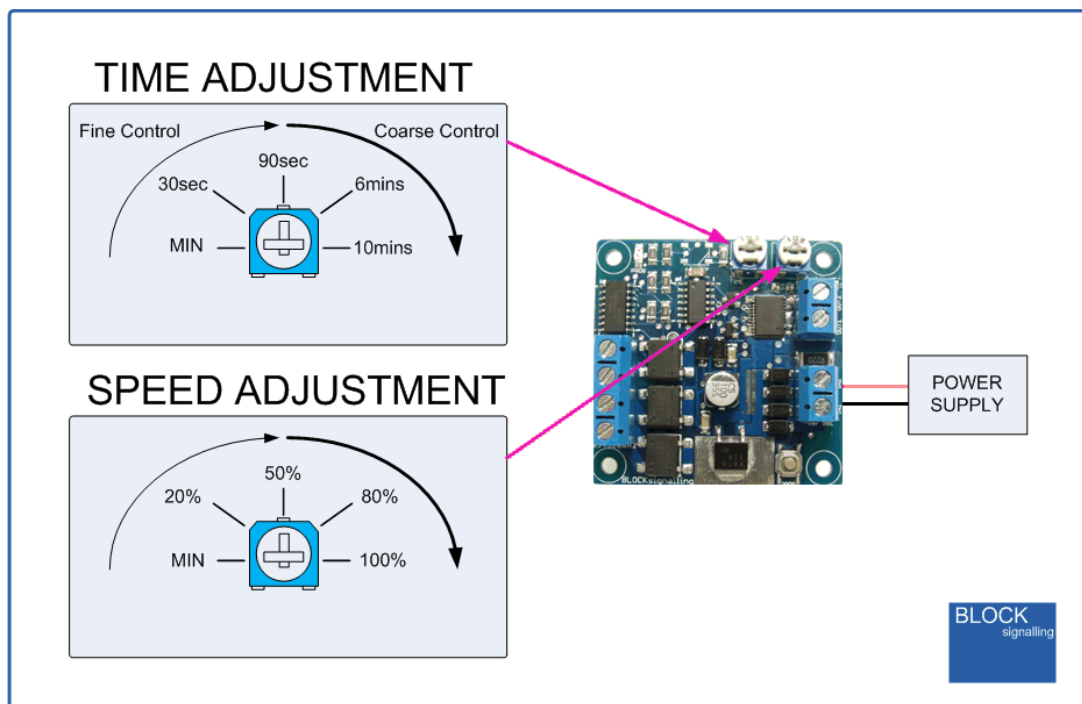 TIME ADJUSTMENT
Fine Control
Coarse Control
90sec
30sec
6mins
MIN
10mins
SPEED ADJUSTMENT
50%
20%
80%
MIN
100%
POWER
SUPPLY
BLOCKsignalling
BLOCK
signalling